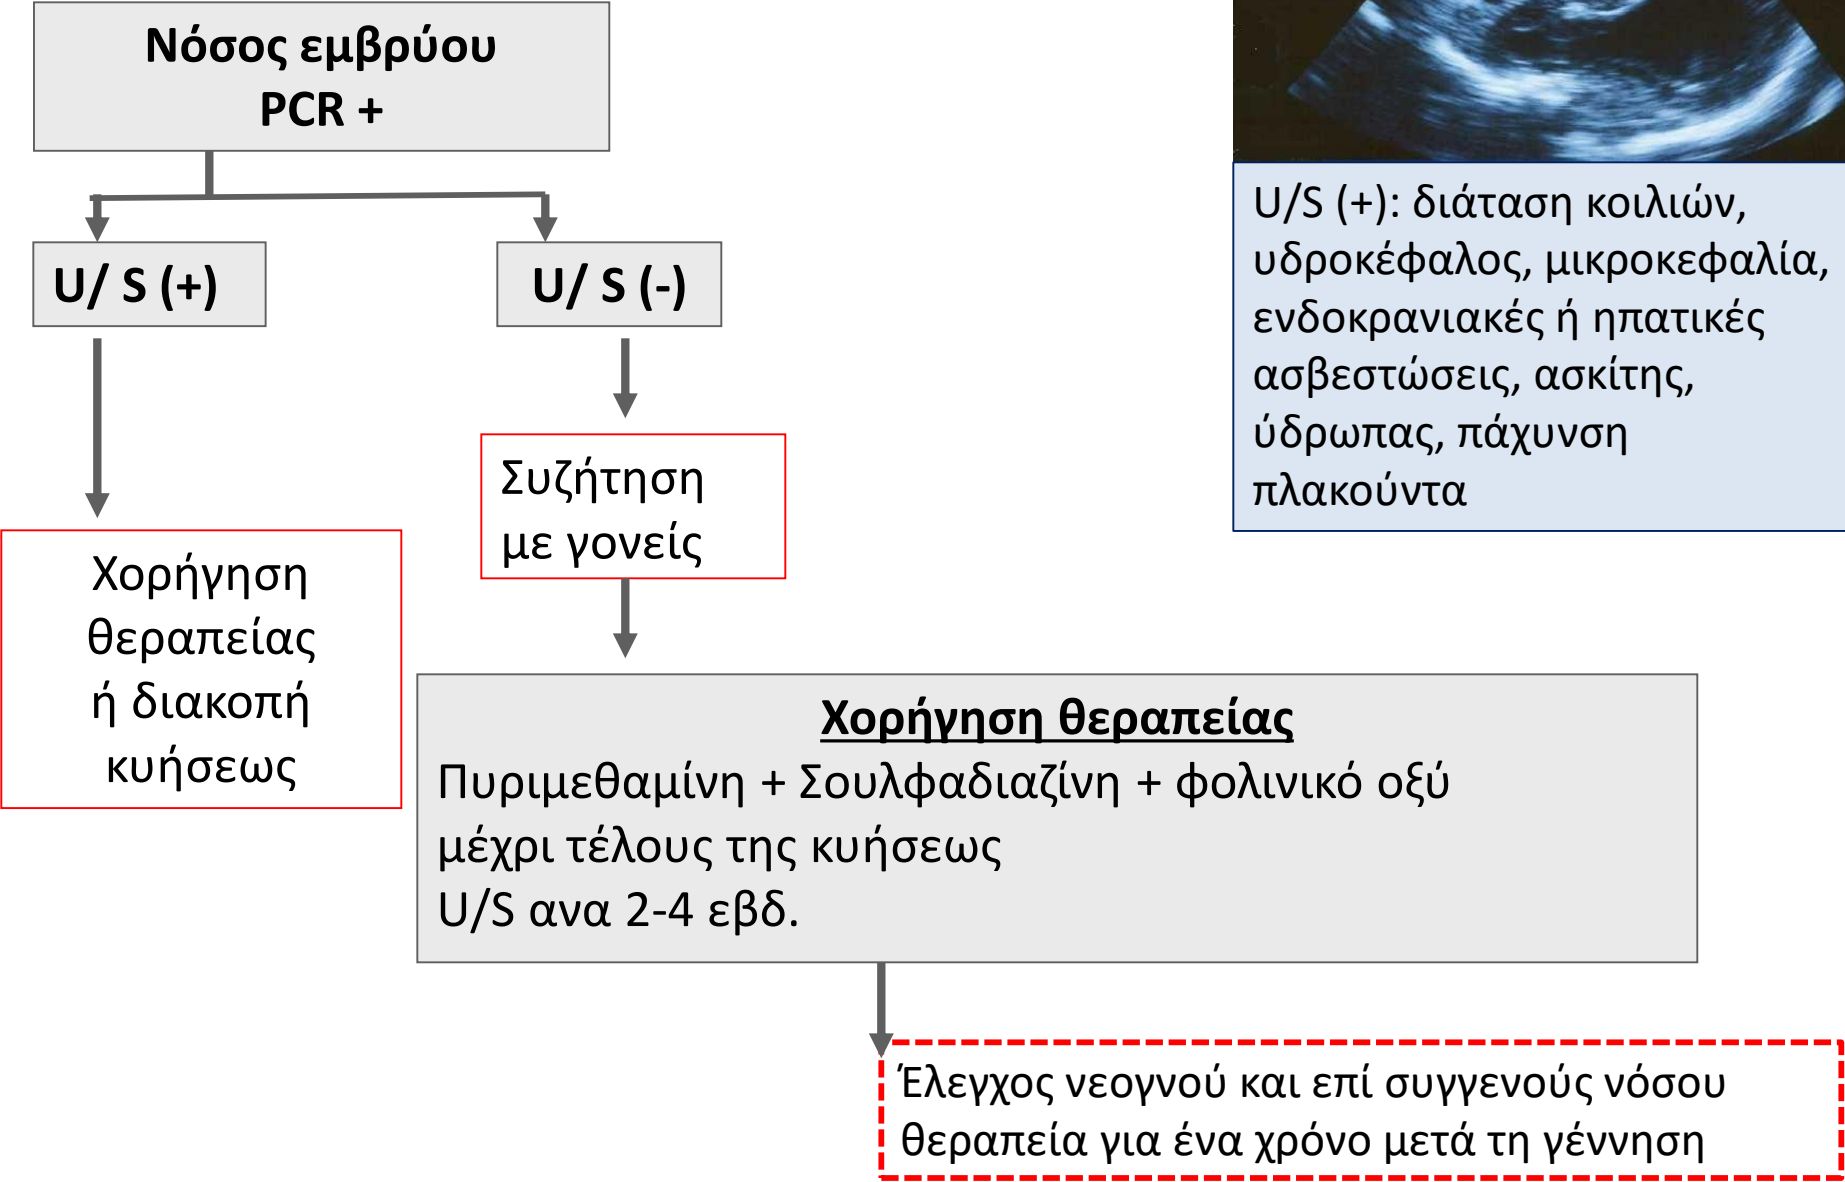 Νόσος εμβρύου
PCR +
U/ S (+)
U/ S (-)
U/S (+): διάταση κοιλιών,
υδροκέφαλος, μικροκεφαλία,
ενδοκρανιακές ή ηπατικές
ασβεστώσεις, ασκίτης,
ύδρωπας, πάχυνση
πλακούντα
Συζήτηση
με γονείς
Χορήγηση
θεραπείας
ή διακοπή
κυήσεως
Χορήγηση θεραπείας
Πυριμεθαμίνη + Σουλφαδιαζίνη + φολινικό οξύ
μέχρι τέλους της κυήσεως
U/S ανα 2-4 εβδ.
Έλεγχος νεογνού και επί συγγενούς νόσου
θεραπεία για ένα χρόνο μετά τη γέννηση